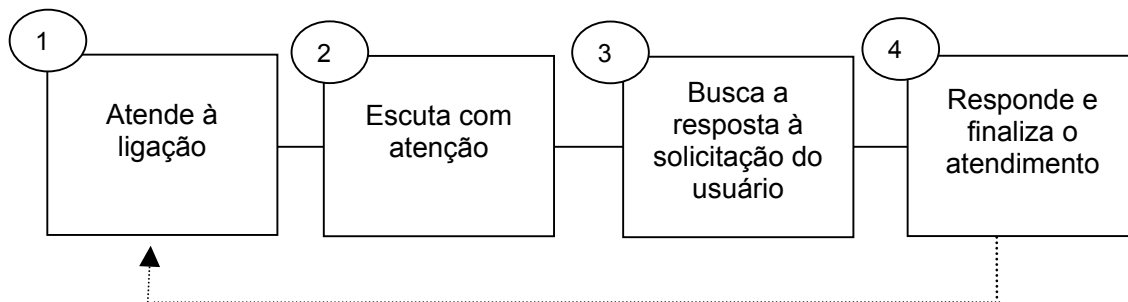 1
Atende à
ligação
2
Escuta com
atenção
3
Busca a
resposta à
solicitação do
usuário
4
Responde e
finaliza o
atendimento